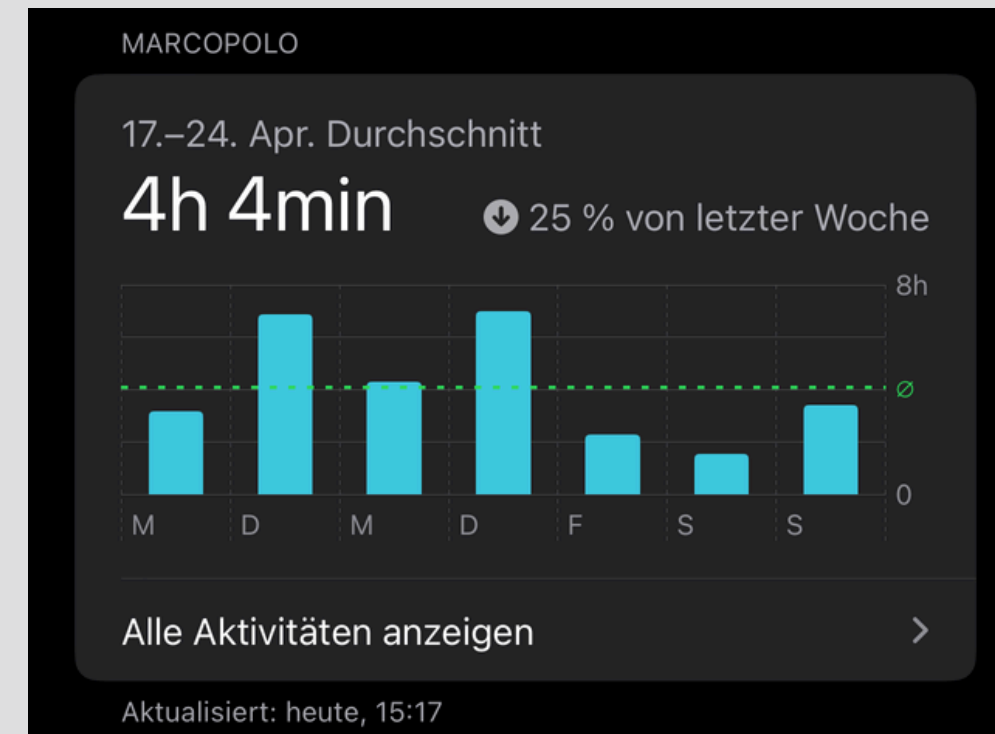 MARCOPOLO
17.–24. Apr. Durchschnitt
4h 4min
25 % von letzter Woche
8h
⌀
0
M D M D F S S
Alle Aktivitäten anzeigen
Aktualisiert: heute, 15:17